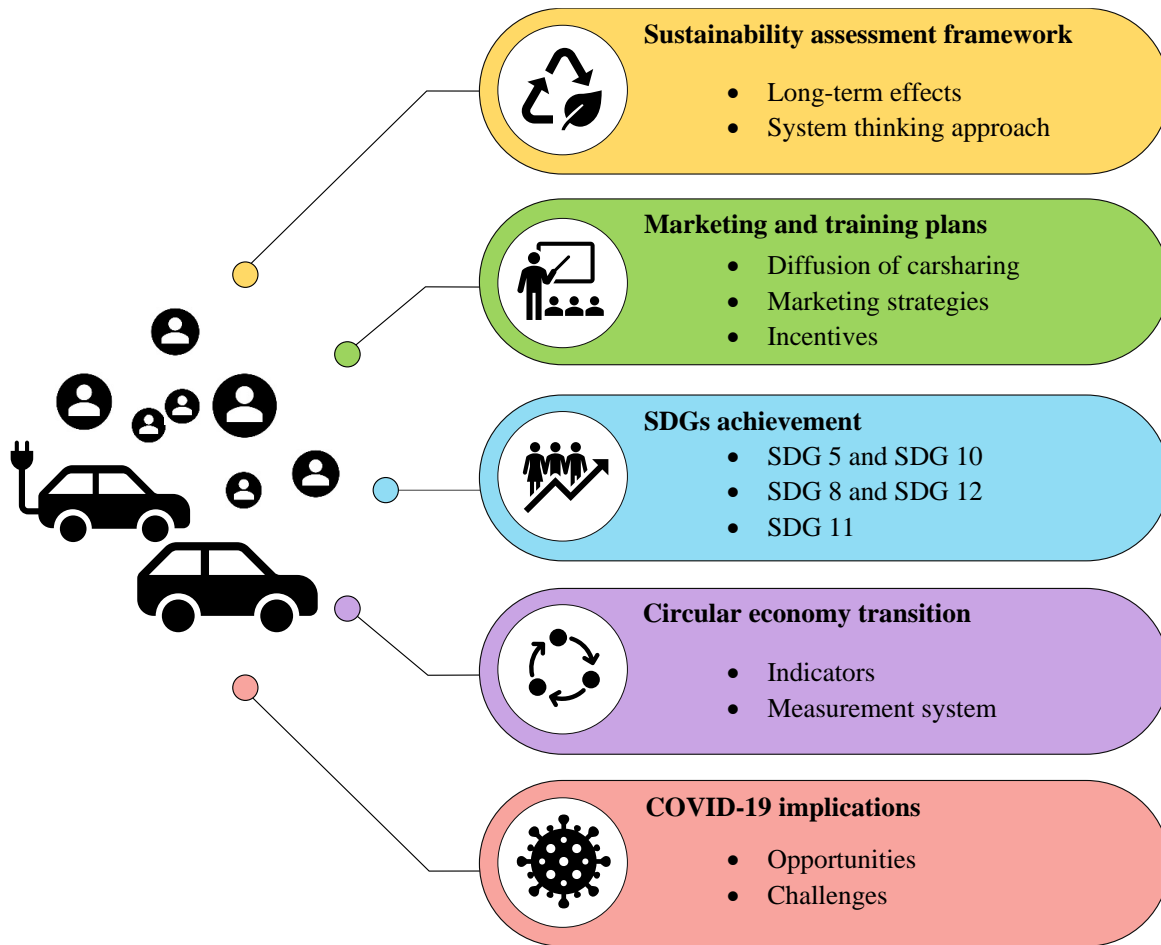 Sustainability assessment framework
• Long-term effects
• System thinking approach
Marketing and training plans
• Diffusion of carsharing
• Marketing strategies
• Incentives
SDGs achievement
• SDG 5 and SDG 10
• SDG 8 and SDG 12
• SDG 11
Circular economy transition
• Indicators
• Measurement system
COVID-19 implications
• Opportunities
• Challenges